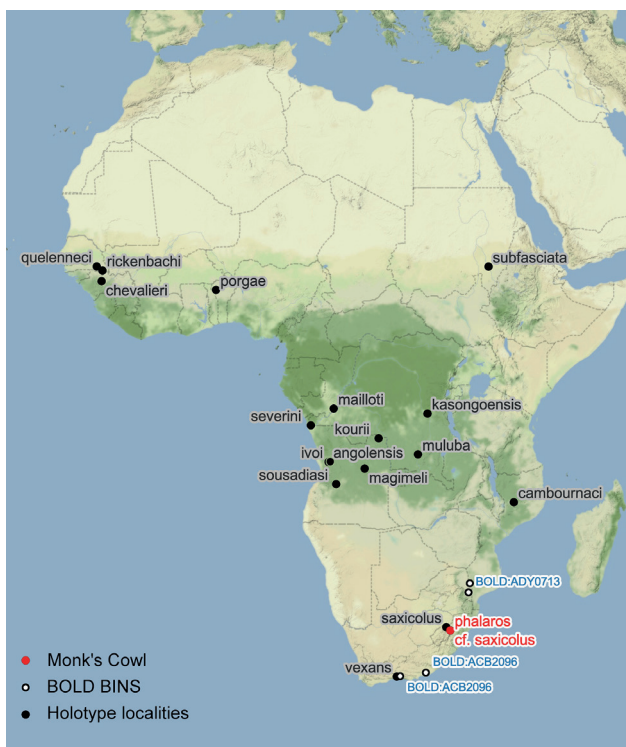 quelenneci
rickenbachi
chevalieri
porgae
subfasciata
mailloti
kasongoensis
severini
kourii
ivoi
angolensis
muluba
sousadiasi
magimeli
cambournaci
BOLD:ADY0713
saxicolus
phalaros
cf. saxicolus
BOLD:ACB2096
vexans
BOLD:ACB2096
Monk's Cowl
BOLD BINS
Holotype localities